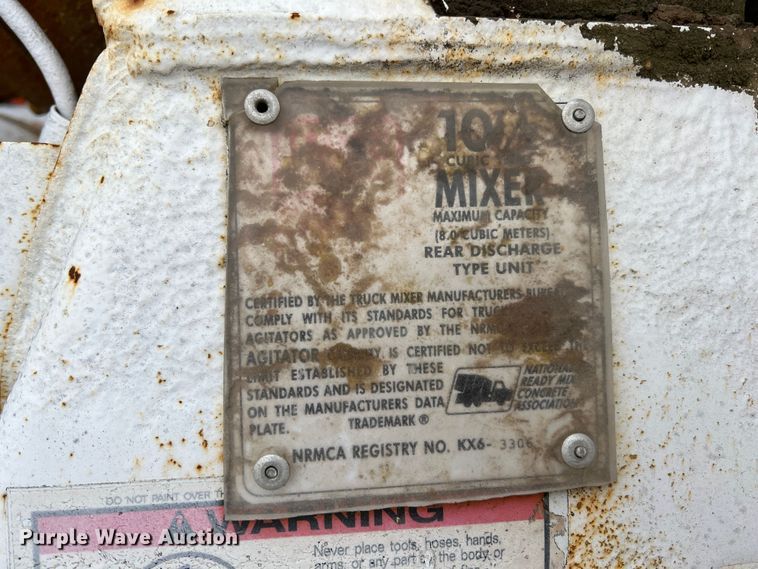 10
CUBIC
MIXER
MAXIMUM CAPACITY
(8.0 CUBIC METERS)
REAR DISCHARGE
TYPE UNIT
CERTIFIED BY THE TRUCK MIXER MANUFACTURERS BUREAU
COMPLY WITH ITS STANDARDS FOR TRUCK
AGITATORS AS APPROVED BY THE NRMCA
AGITATOR CAPACITY, IS CERTIFIED NOT TO EXCEED THE
LIMIT ESTABLISHED BY THESE
STANDARDS AND IS DESIGNATED
ON THE MANUFACTURERS DATA
PLATE.
TRADEMARK ®
NATIONAL
READY MIX
CONCRETE
ASSOCIATION
NRMCA REGISTRY NO. KX6- 3306
DO NOT PAINT OVER
WARNING
Never place tools, hoses, hands,
arms, or any part of the body or
Purple Wave Auction